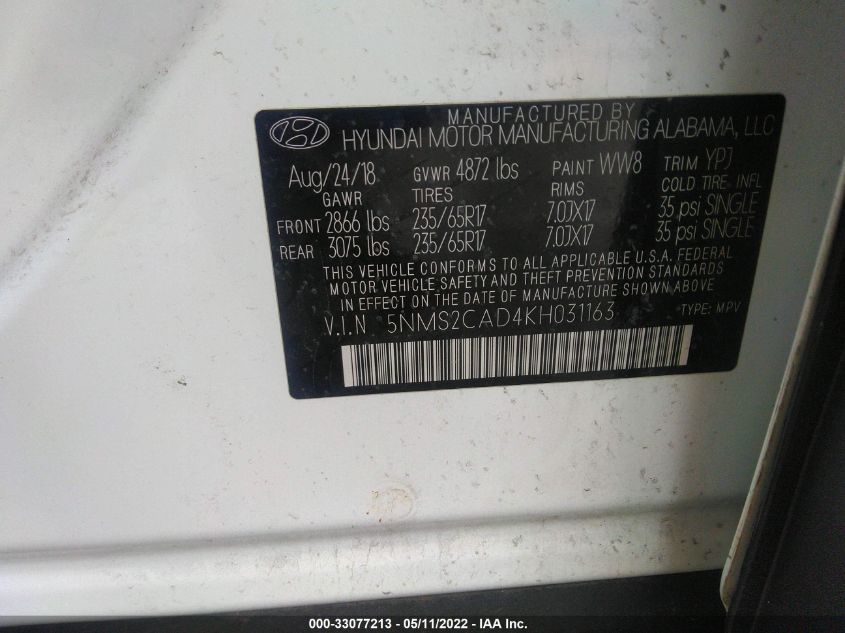 MANUFACTURED BY
HYUNDAI MOTOR MANUFACTURING ALABAMA, LLC
Aug/24/18 GVWR 4872 lbs PAINT WW8 TRIM YPJ
GAWR TIRES RIMS COLD TIRE INFL
FRONT 2866 lbs 235/65R17 7.0JX17 35 psi SINGLE
REAR 3075 lbs 235/65R17 7.0JX17 35 psi SINGLE
THIS VEHICLE CONFORMS TO ALL APPLICABLE U.S.A. FEDERAL
MOTOR VEHICLE SAFETY AND THEFT PREVENTION STANDARDS
IN EFFECT ON THE DATE OF MANUFACTURE SHOWN ABOVE
V.I.N 5NMS2CAD4KH031163 TYPE: MPV
000-33077213 - 05/11/2022 - IAA Inc.